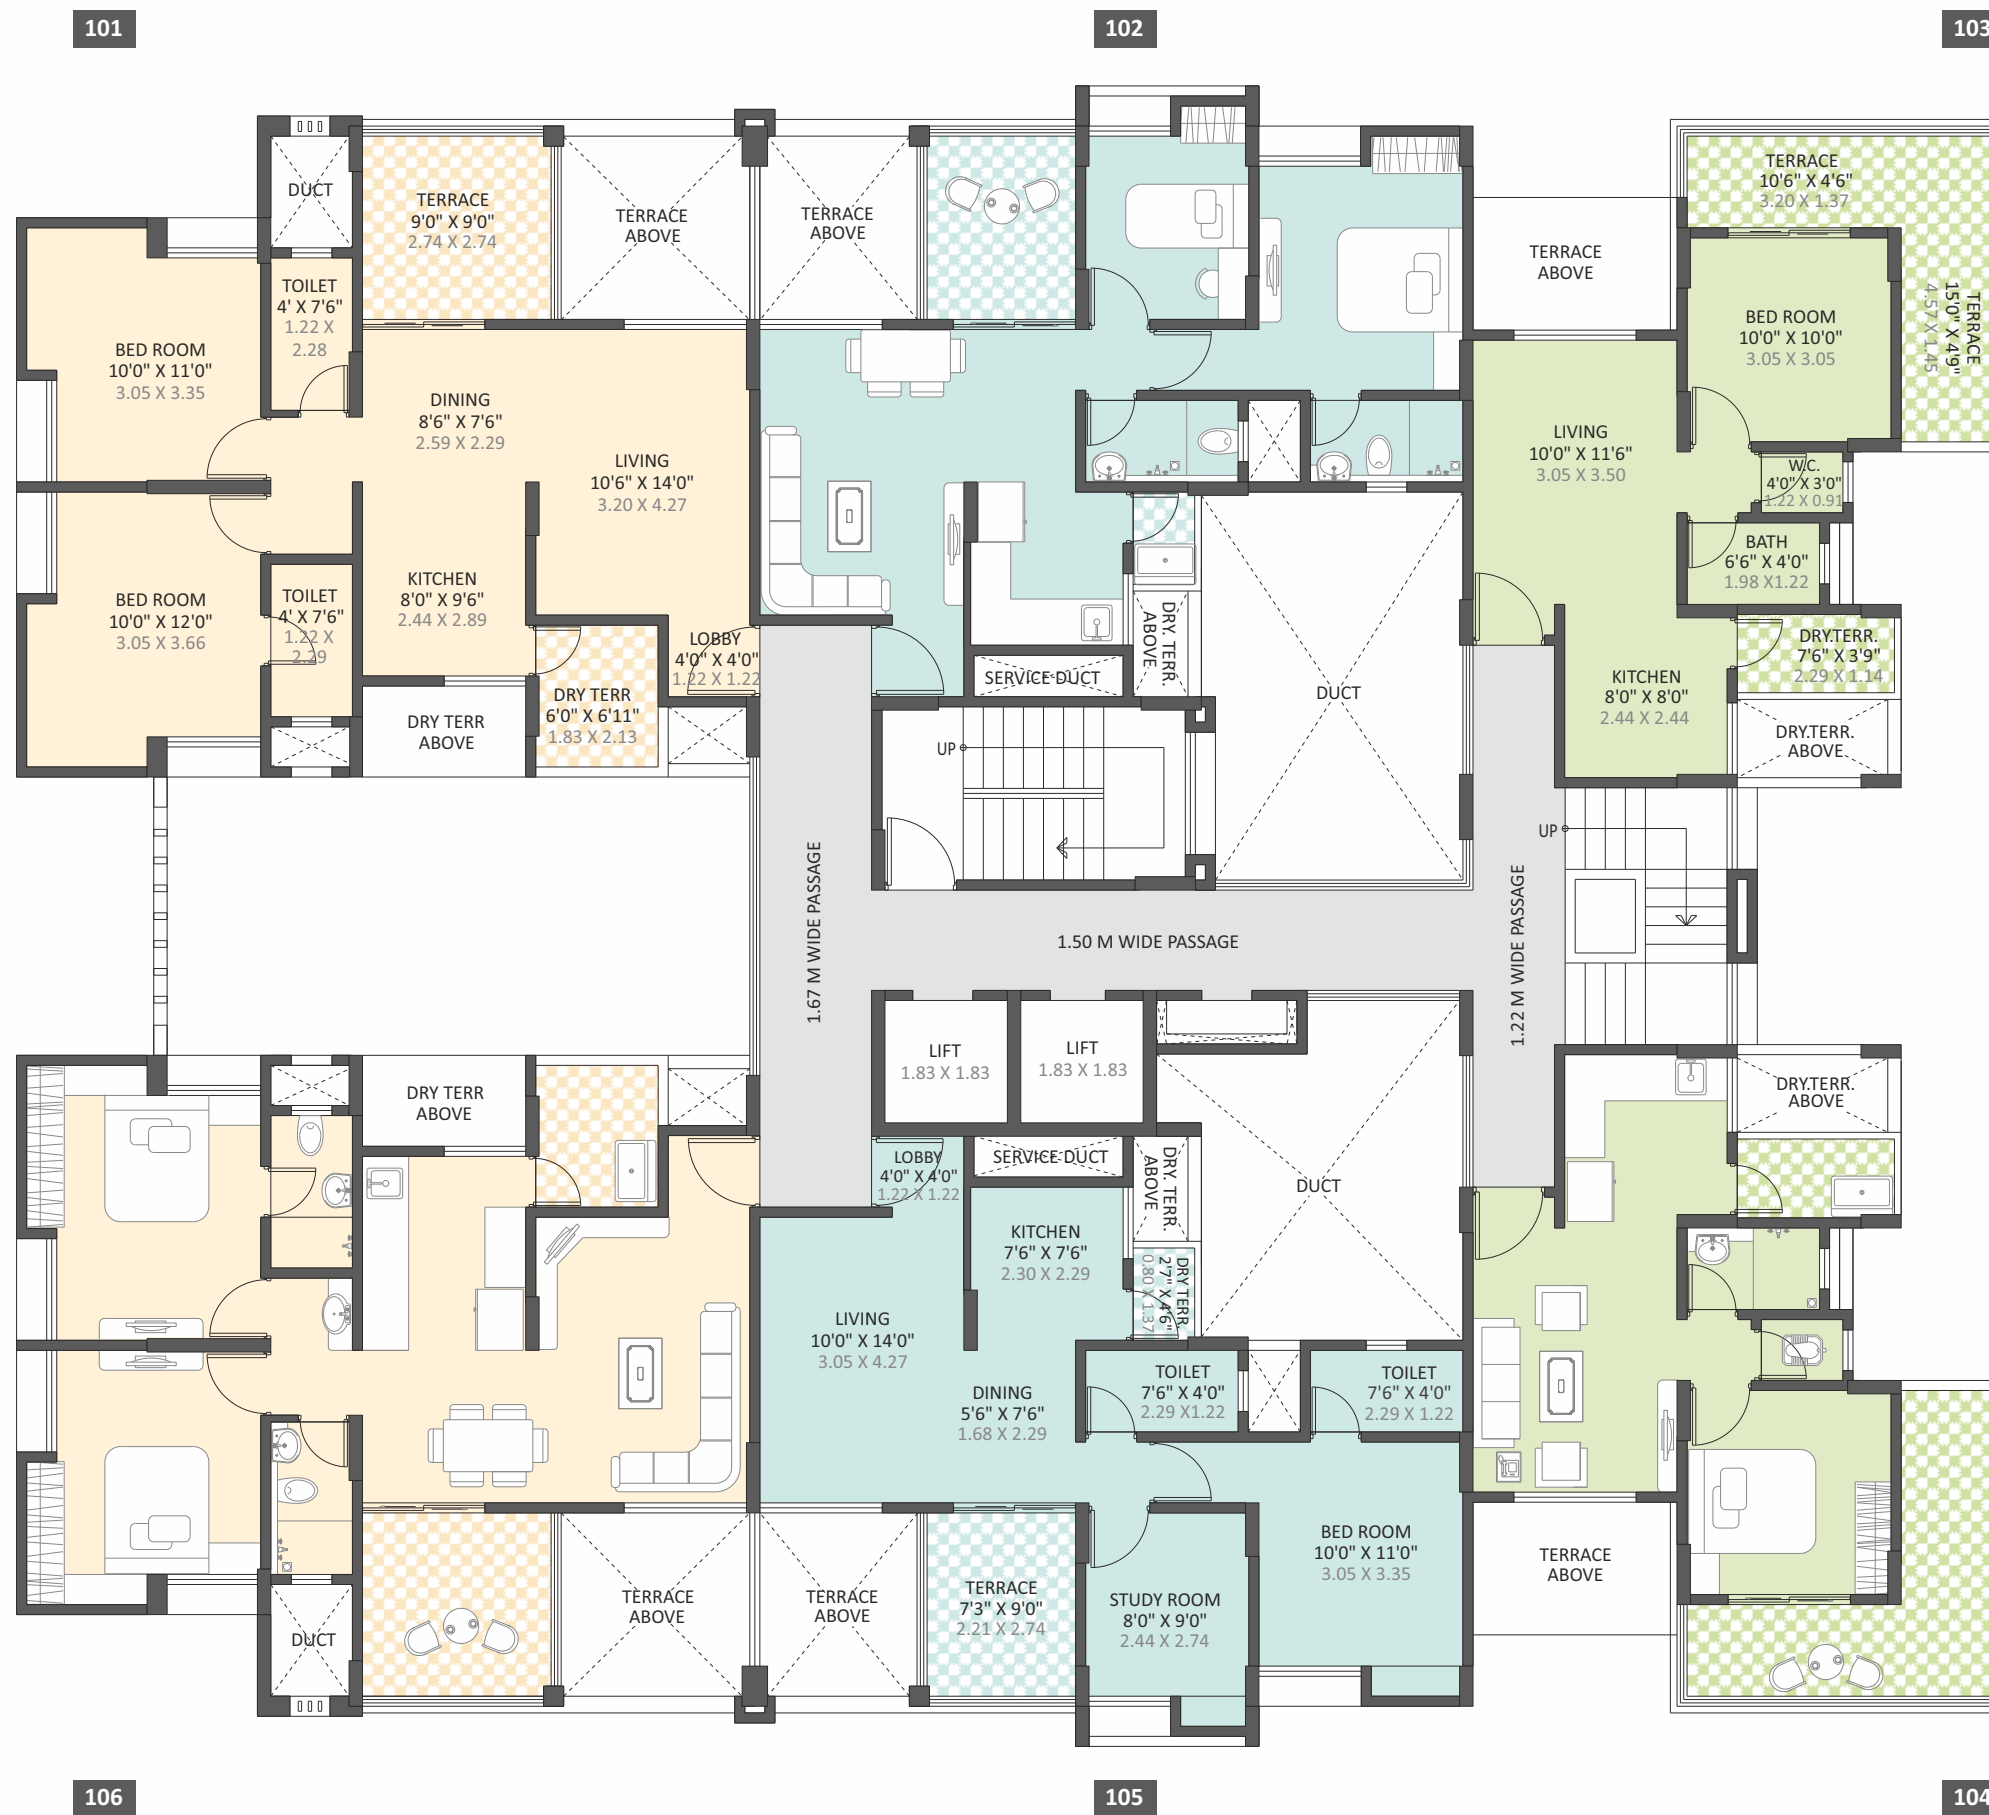 101
102
103
DUCT
TERRACE
9'0" X 9'0"
2.74 X 2.74
TERRACE
ABOVE
TERRACE
ABOVE
TERRACE
ABOVE
TERRACE
10'6" X 4'6"
3.20 X 1.37
TERRACE
15'0" X 4'9"
4.57 X 1.45
BED ROOM
10'0" X 11'0"
3.05 X 3.35
TOILET
4' X 7'6"
1.22 X
2.28
DINING
8'6" X 7'6"
2.59 X 2.29
LIVING
10'6" X 14'0"
3.20 X 4.27
BED ROOM
10'0" X 12'0"
3.05 X 3.66
TOILET
4' X 7'6"
1.22 X
2.29
KITCHEN
8'0" X 9'6"
2.44 X 2.89
LOBBY
4'0" X 4'0"
1.22 X 1.22
DRY TERR
6'0" X 6'11"
1.83 X 2.13
DRY TERR
ABOVE
DRY. TERR.
ABOVE.
SERVICE DUCT
UP
DUCT
BED ROOM
10'0" X 10'0"
3.05 X 3.05
LIVING
10'0" X 11'6"
3.05 X 3.50
W.C.
4'0" X 3'0"
1.22 X 0.91
BATH
6'6" X 4'0"
1.98 X1.22
DRY.TERR.
7'6" X 3'9"
2.29 X 1.14
KITCHEN
8'0" X 8'0"
2.44 X 2.44
DRY.TERR.
ABOVE
UP
1.67 M WIDE PASSAGE
1.50 M WIDE PASSAGE
1.22 M WIDE PASSAGE
LIFT
1.83 X 1.83
LIFT
1.83 X 1.83
DRY TERR
ABOVE
LOBBY
4'0" X 4'0"
1.22 X 1.22
SERVICE DUCT
DRY. TERR.
ABOVE
DUCT
DRY.TERR.
ABOVE
KITCHEN
7'6" X 7'6"
2.30 X 2.29
DRY TERR.
2'7" X 4'6"
0.80 X 1.37
LIVING
10'0" X 14'0"
3.05 X 4.27
DINING
5'6" X 7'6"
1.68 X 2.29
TOILET
7'6" X 4'0"
2.29 X1.22
TOILET
7'6" X 4'0"
2.29 X 1.22
BED ROOM
10'0" X 11'0"
3.05 X 3.35
TERRACE
ABOVE
DUCT
TERRACE
ABOVE
TERRACE
ABOVE
TERRACE
7'3" X 9'0"
2.21 X 2.74
STUDY ROOM
8'0" X 9'0"
2.44 X 2.74
106
105
104